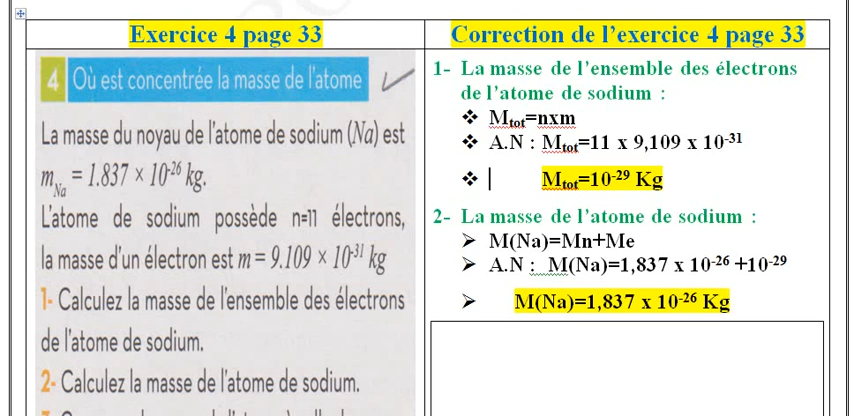 Exercice 4 page 33
4 Où est concentrée la masse de l'atome
La masse du noyau de l'atome de sodium (Na) est
mNa = 1.837 × 10-26 kg.
L'atome de sodium possède n=11 électrons,
la masse d'un électron est m = 9.109 × 10-31 kg
1- Calculez la masse de l'ensemble des électrons
de l'atome de sodium.
2- Calculez la masse de l'atome de sodium.
Correction de l'exercice 4 page 33
1- La masse de l'ensemble des électrons
de l'atome de sodium :
❖ Mtot=nxm
❖ A.N : Mtot=11 x 9,109 x 10-31
❖ Mtot=10-29 Kg
2- La masse de l'atome de sodium :
➤ M(Na)=Mn+Me
➤ A.N : M(Na)=1,837 x 10-26 +10-29
➤ M(Na)=1,837 x 10-26 Kg